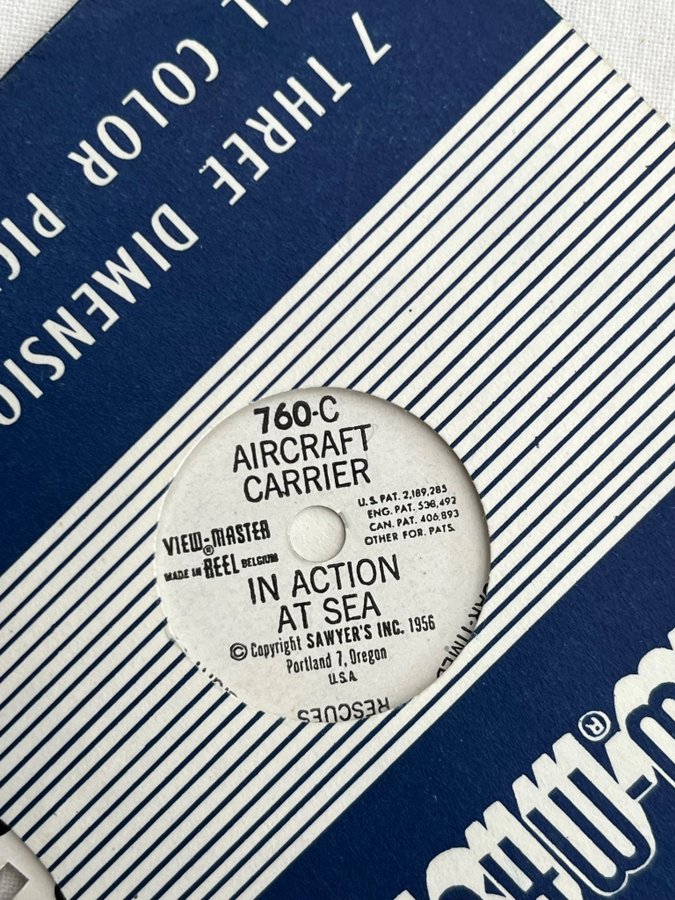 7 THREE DIMENSIO
COLOR PIC
760-C
AIRCRAFT
CARRIER
U.S. PAT. 2,189,285
ENG. PAT. 538,492
CAN. PAT. 406,893
OTHER FOR. PATS.
VIEW-MASTER
®
MADE IN REEL BELGIUM
IN ACTION
AT SEA
© Copyright SAWYER'S INC. 1956
Portland 7, Oregon
U.S.A.
RESCUES
®